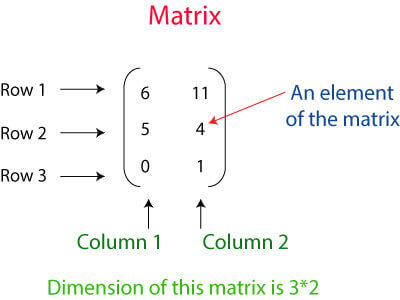 Matrix
Row 1 6 11
Row 2 5 4
Row 3 0 1
An element
of the matrix
Column 1 Column 2
Dimension of this matrix is 3*2